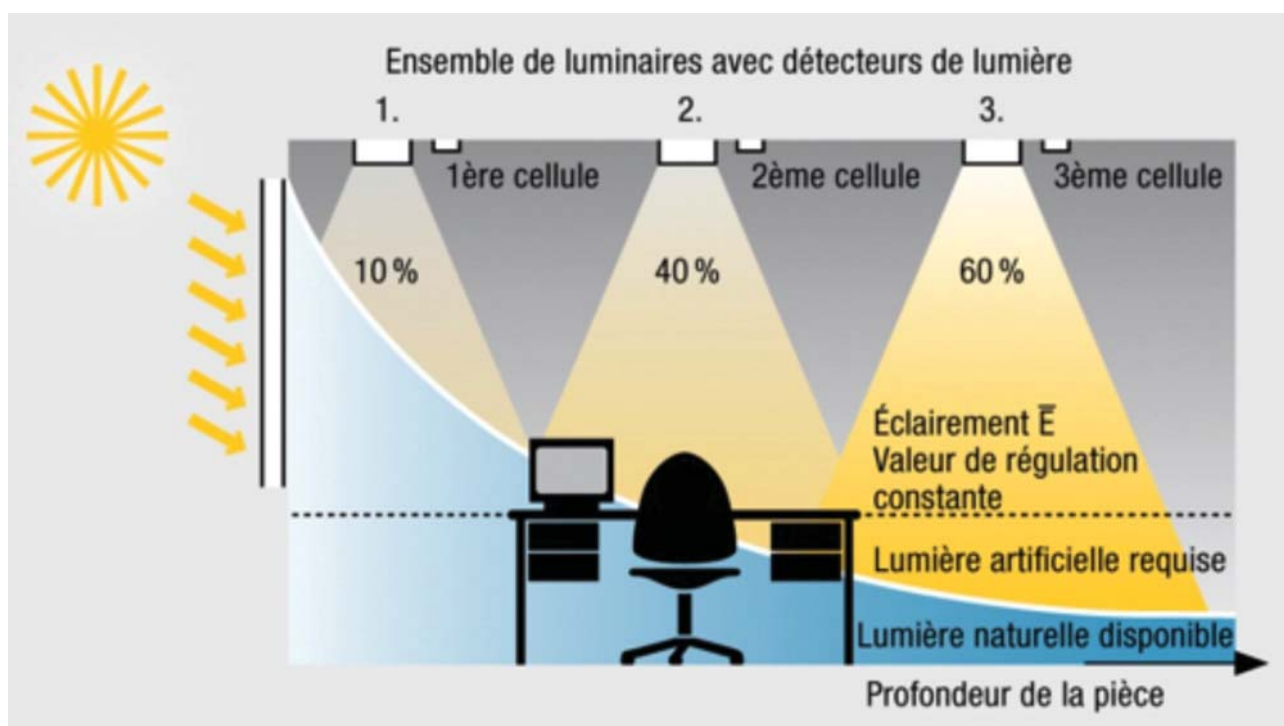 Ensemble de luminaires avec détecteurs de lumière
1. 2. 3.
1ère cellule 2ème cellule 3ème cellule
10 % 40 % 60 %
Éclairement E̅
Valeur de régulation
constante
Lumière artificielle requise
Lumière naturelle disponible
Profondeur de la pièce